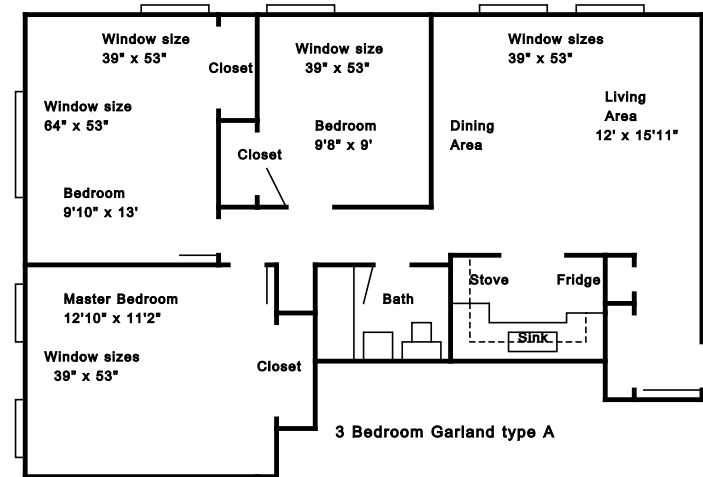 Window size
39" x 53"
Closet
Window size
39" x 53"
Window sizes
39" x 53"
Window size
64" x 53"
Living
Area
12' x 15'11"
Bedroom
9'8" x 9'
Dining
Area
Closet
Bedroom
9'10" x 13'
Stove
Fridge
Master Bedroom
12'10" x 11'2"
Bath
Sink
Window sizes
39" x 53"
Closet
3 Bedroom Garland type A